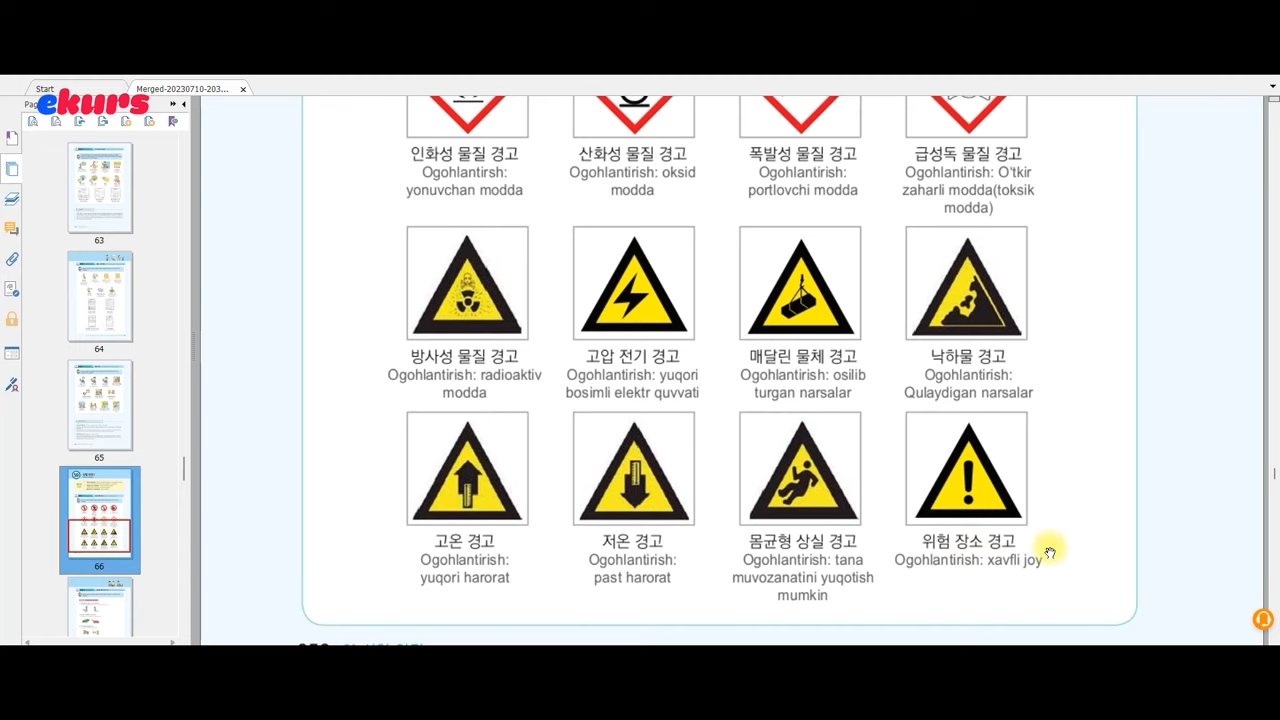 Start
Merged-20230710-203...
ekurs
인화성 물질 경고
산화성 물질 경고
폭발성 물질 경고
급성독 물질 경고
Ogohlantirsh:
yonuvchan modda
Ogohlantirsh: oksid
modda
Ogohlantirish:
portlovchi modda
Ogohlantirish: O'tkir
zaharli modda(toksik
modda)
방사성 물질 경고
고압 전기 경고
매달린 물체 경고
낙하물 경고
Ogohlantirish: radioaktiv
modda
Ogohlantirish: yuqori
bosimli elektr quvvati
Ogohlantirish: osilib
turgan narsalar
Ogohlantirish:
Qulaydigan narsalar
고온 경고
저온 경고
몸균형 상실 경고
위험 장소 경고
Ogohlantirish:
yuqori harorat
Ogohlantirish:
past harorat
Ogohlantirish: tana
muvozanatini yuqotish
mumkin
Ogohlantirish: xavfli joy
63
64
65
66